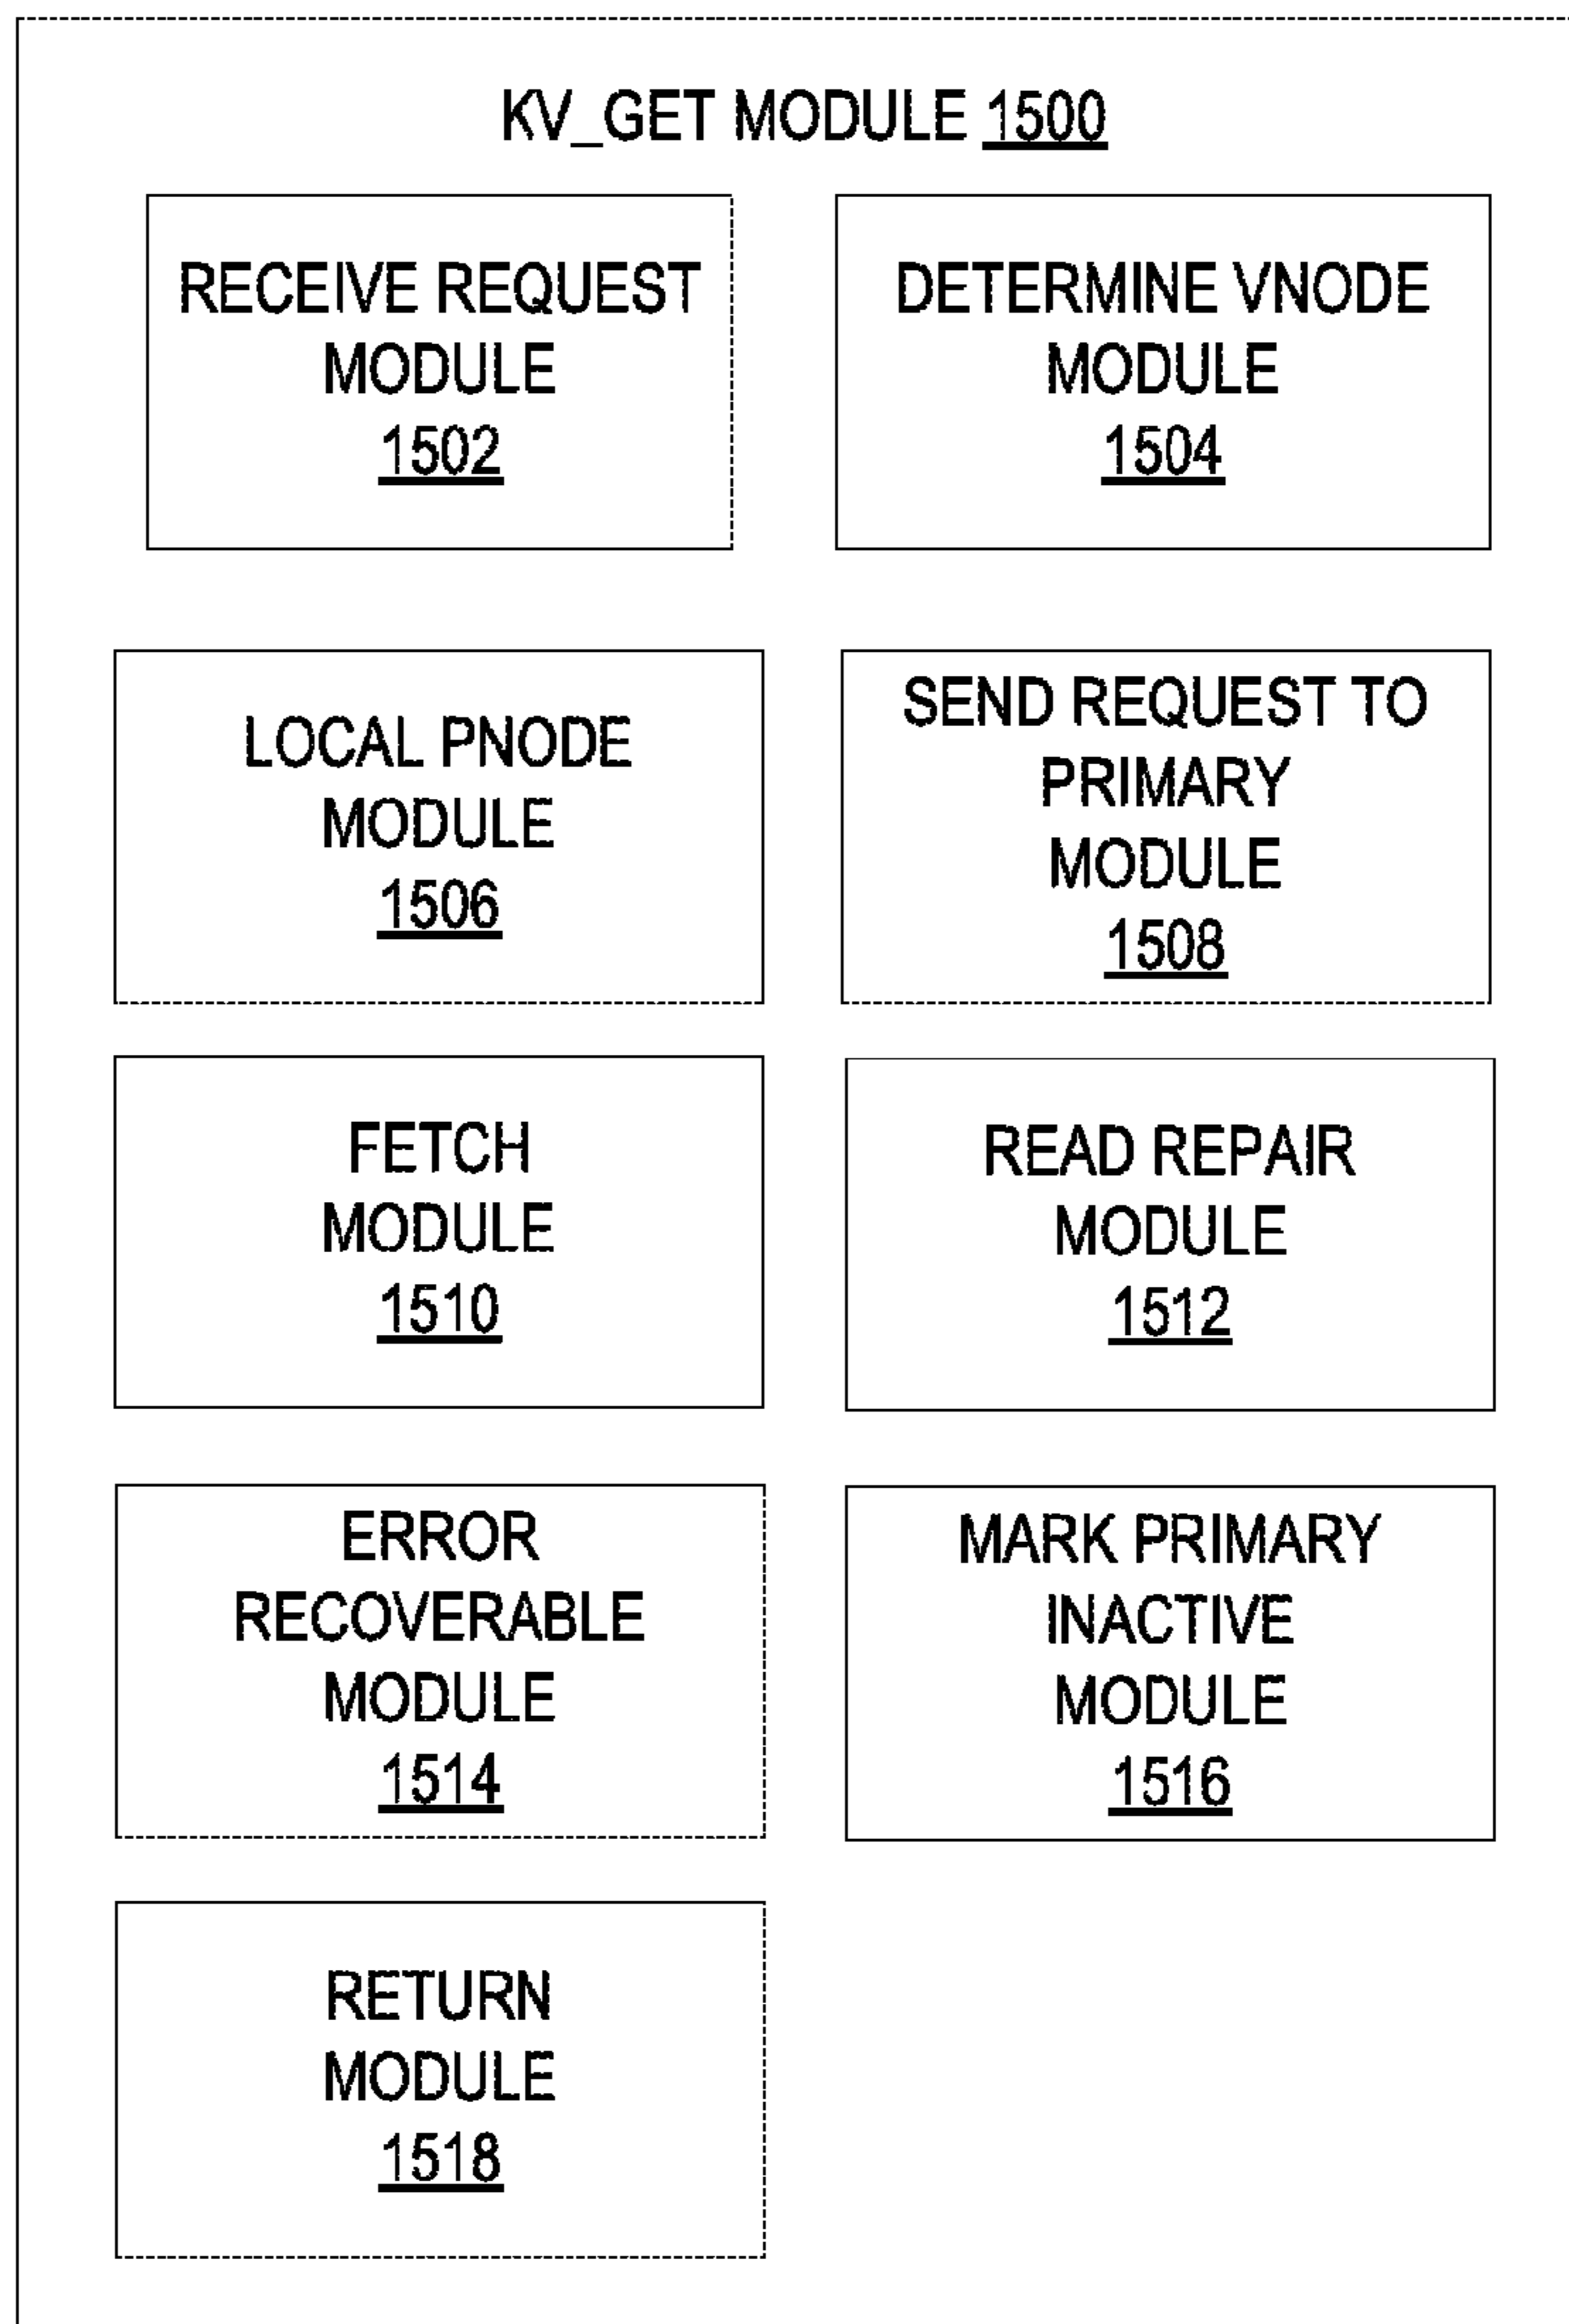 KV_GET MODULE 1500
RECEIVE REQUEST
MODULE
1502
DETERMINE VNODE
MODULE
1504
LOCAL PNODE
MODULE
1506
SEND REQUEST TO
PRIMARY
MODULE
1508
FETCH
MODULE
1510
READ REPAIR
MODULE
1512
ERROR
RECOVERABLE
MODULE
1514
MARK PRIMARY
INACTIVE
MODULE
1516
RETURN
MODULE
1518